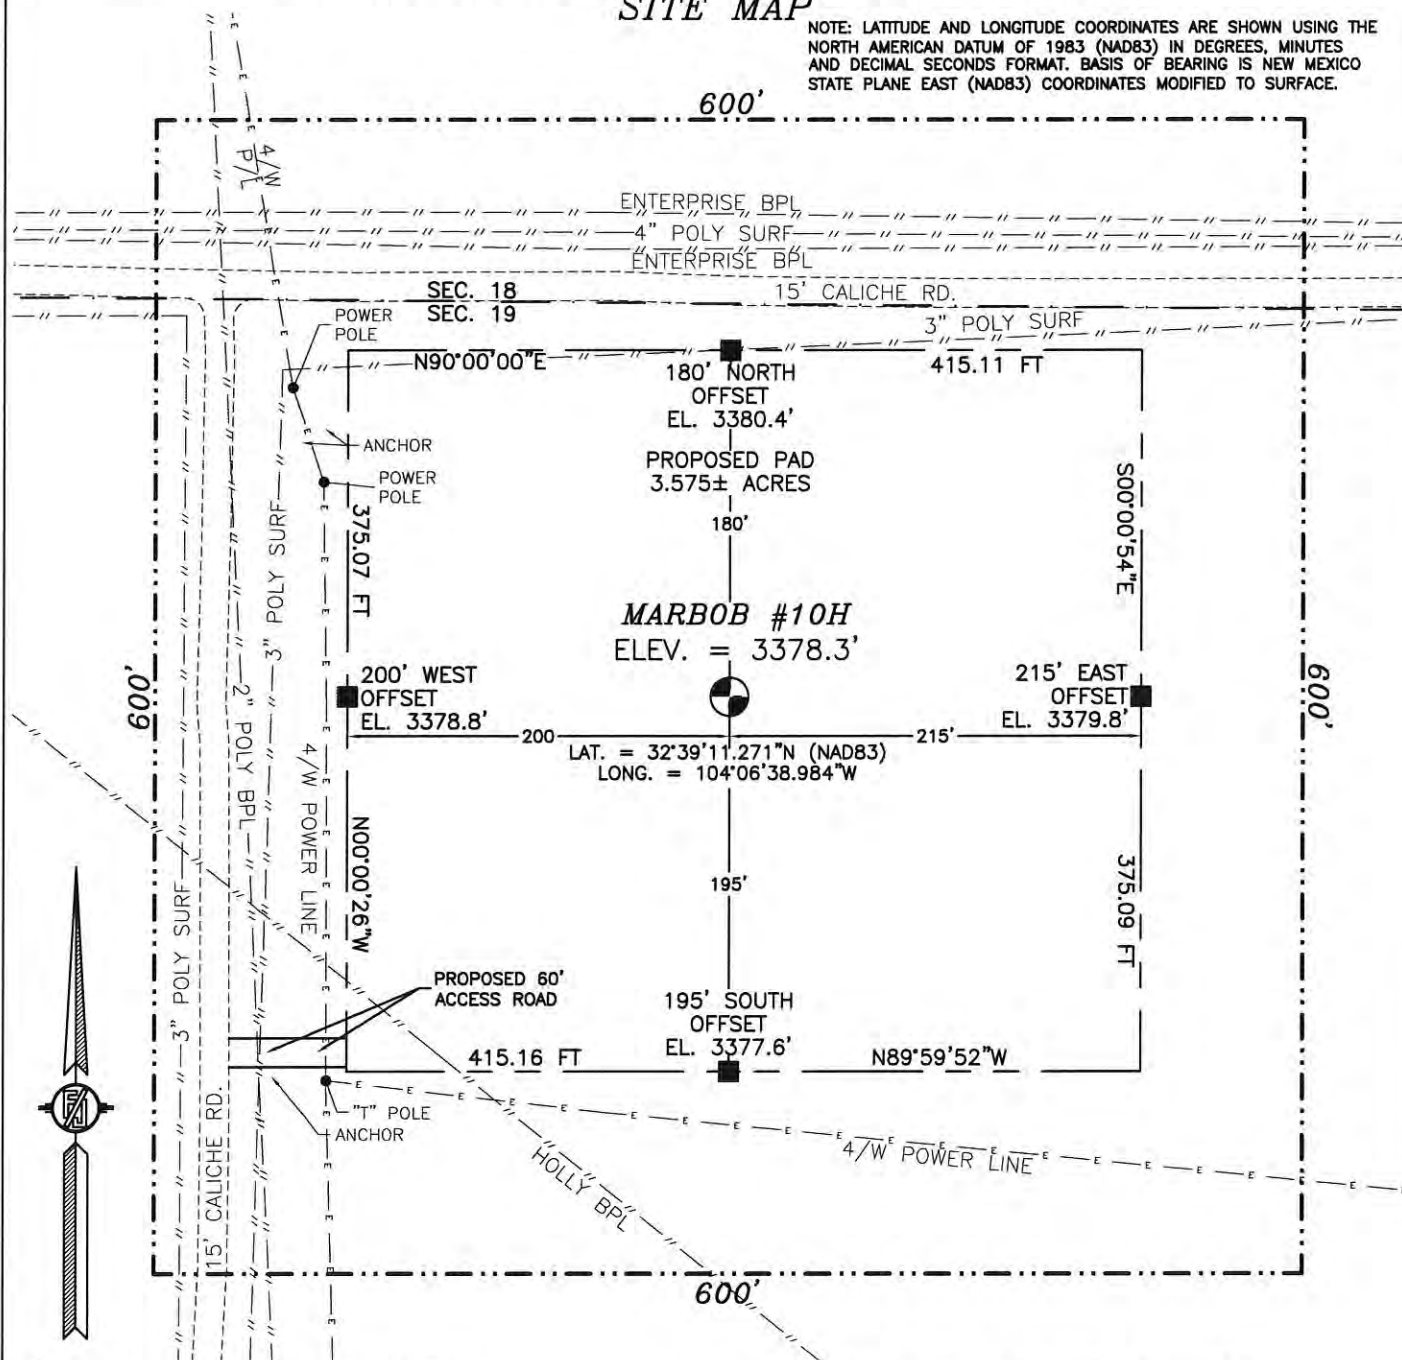 SITE MAP
NOTE: LATITUDE AND LONGITUDE COORDINATES ARE SHOWN USING THE
NORTH AMERICAN DATUM OF 1983 (NAD83) IN DEGREES, MINUTES
AND DECIMAL SECONDS FORMAT. BASIS OF BEARING IS NEW MEXICO
STATE PLANE EAST (NAD83) COORDINATES MODIFIED TO SURFACE.
600'
4/W
P/L
ENTERPRISE BPL
4" POLY SURF
ENTERPRISE BPL
SEC. 18
15' CALICHE RD.
SEC. 19
POWER
POLE
3" POLY SURF
N90°00'00"E
415.11 FT
180' NORTH
OFFSET
EL. 3380.4'
ANCHOR
PROPOSED PAD
3.575± ACRES
POWER
POLE
180'
375.07 FT
S00°00'54"E
3" POLY SURF
MARBOB #10H
ELEV. = 3378.3'
600'
200' WEST
OFFSET
EL. 3378.8'
215' EAST
OFFSET
EL. 3379.8'
600'
2" POLY BPL
200
215'
LAT. = 32°39'11.271"N (NAD83)
LONG. = 104°06'38.984"W
4/W POWER LINE
N00°00'26"W
195'
375.09 FT
3" POLY SURF
PROPOSED 60'
ACCESS ROAD
195' SOUTH
OFFSET
EL. 3377.6'
415.16 FT
N89°59'52"W
"T" POLE
ANCHOR
15' CALICHE RD.
HOLLY BPL
4/W POWER LINE
600'